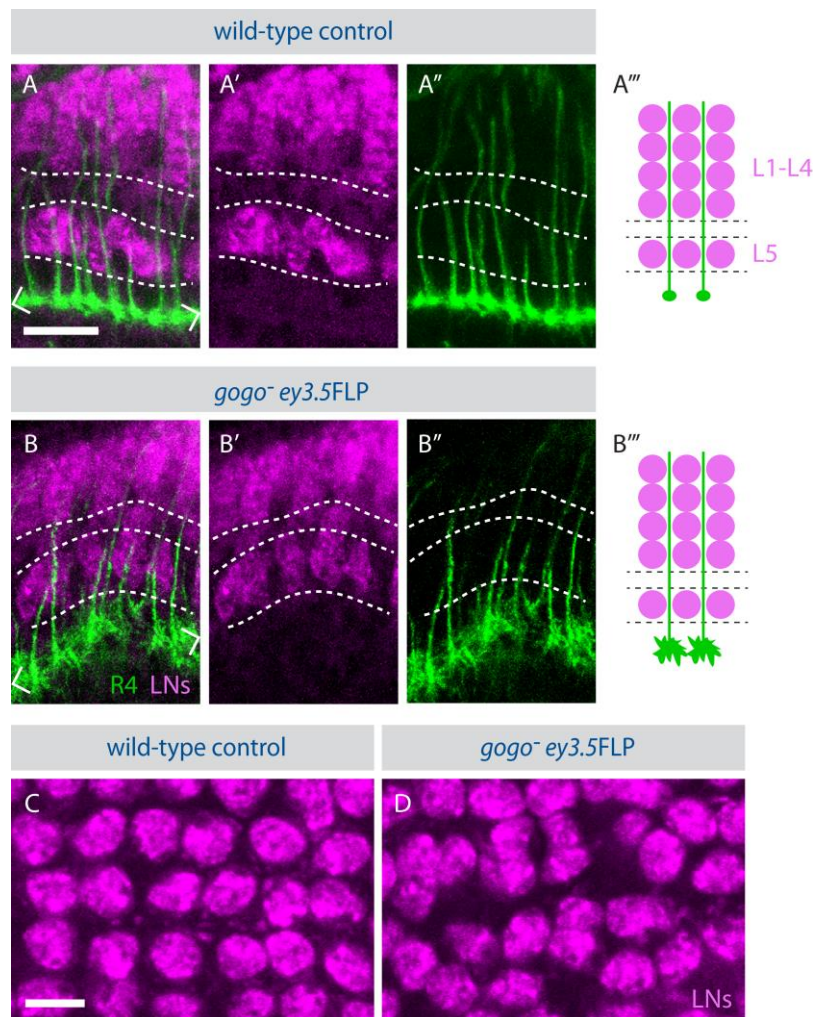 wild-type control
A
A′
A″
A‴
L1-L4
L5
gogo⁻ ey3.5FLP
B
B′
B″
B‴
R4 LNs
wild-type control
gogo⁻ ey3.5FLP
C
D
LNs